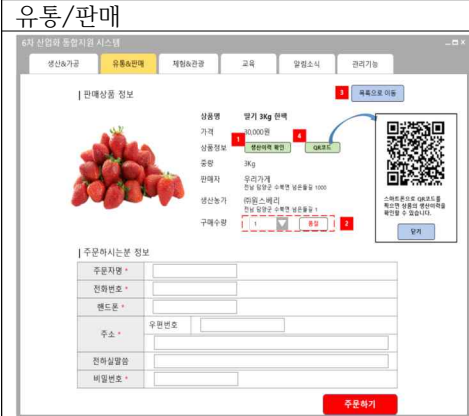 유통/판매
6차 산업화 통합지원 시스템
생산&가공 유통&판매 체험&관광 교육 알림소식 관리기능
판매상품 정보
3 목록으로 이동
상품명 딸기 3Kg 한팩
가격 30,000원
상품정보 1 생산이력 확인 4 QR코드
중량 3Kg
판매자 우리가게
전남 담양군 수북면 넘은들길 1000
생산농가 ㈜원스베리
전남 담양군 수북면 넘은들길 1
구매수량 1 품절 2
스마트폰으로 QR코드를
찍으면 상품의 생산이력을
확인할 수 있습니다.
닫기
주문하시는분 정보
주문자명 *
전화번호 *
핸드폰 *
주소 * 우편번호
전하실말씀
비밀번호 *
주문하기